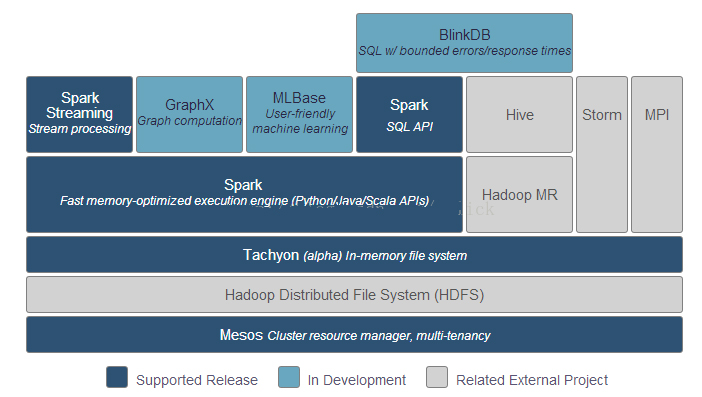 BlinkDB
SQL w/ bounded errors/response times
Spark
Streaming
Stream processing
GraphX
Graph computation
MLBase
User-friendly
machine learning
Spark
SQL API
Hive
Storm
MPI
Spark
Fast memory-optimized execution engine (Python/Java/Scala APIs)
Hadoop MR
Tachyon (alpha) In-memory file system
Hadoop Distributed File System (HDFS)
Mesos Cluster resource manager, multi-tenancy
Supported Release
In Development
Related External Project